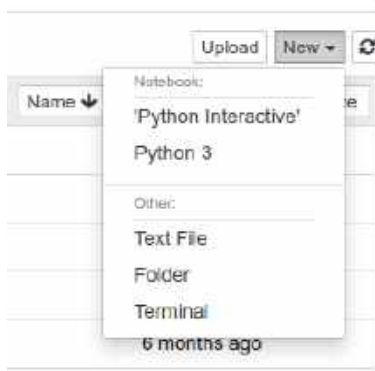 Upload New
Name
Notebook:
'Python Interactive'
Python 3
Other:
Text File
Folder
Terminal
6 months ago